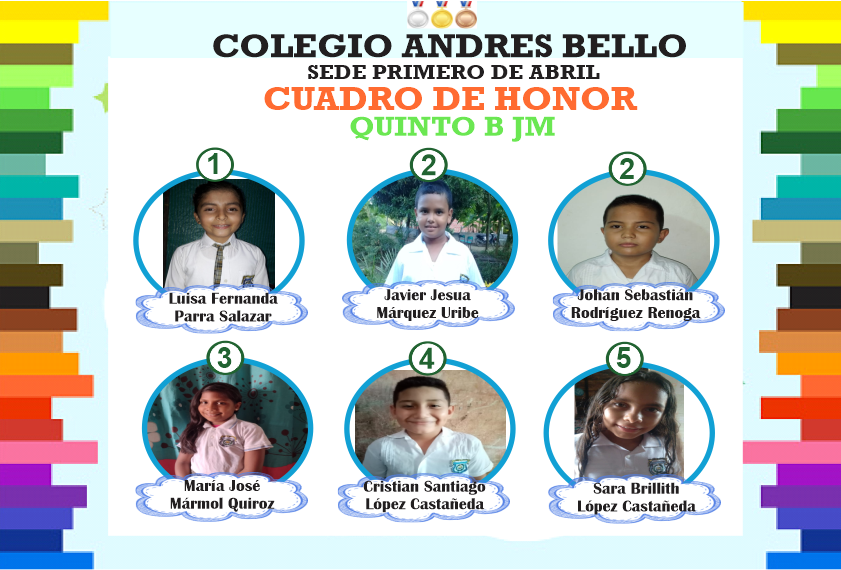 COLEGIO ANDRES BELLO
SEDE PRIMERO DE ABRIL
CUADRO DE HONOR
QUINTO B JM
1
2
2
Luisa Fernanda
Parra Salazar
Javier Jesua
Márquez Uribe
Johan Sebastián
Rodríguez Renoga
3
4
5
María José
Mármol Quiroz
Cristian Santiago
López Castañeda
Sara Brillith
López Castañeda